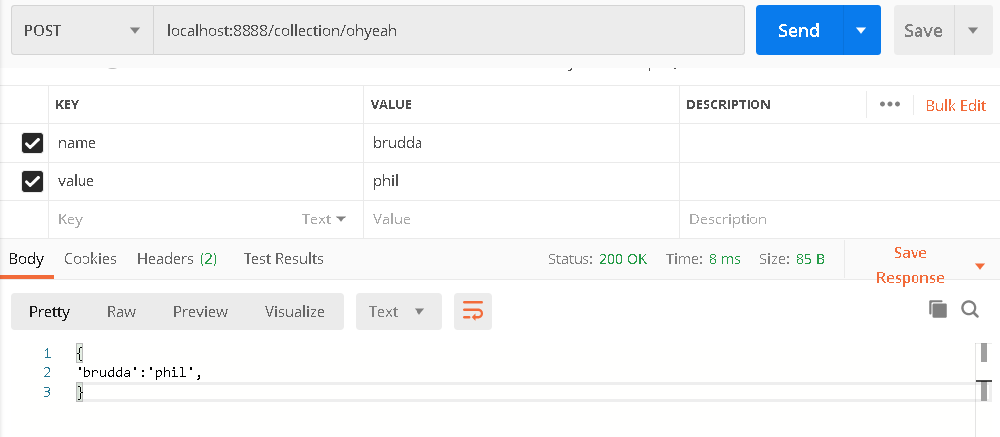 POST localhost:8888/collection/ohyeah Send Save
KEY VALUE DESCRIPTION ••• Bulk Edit
name brudda
value phil
Key Text Value Description
Body Cookies Headers (2) Test Results Status: 200 OK Time: 8 ms Size: 85 B Save Response
Pretty Raw Preview Visualize Text
1 {
2 'brudda':'phil',
3 }